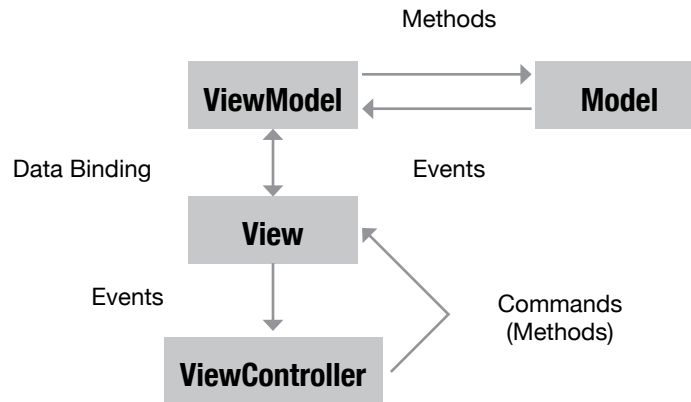 Methods
ViewModel
Model
Data Binding
Events
View
Events
Commands
(Methods)
ViewController